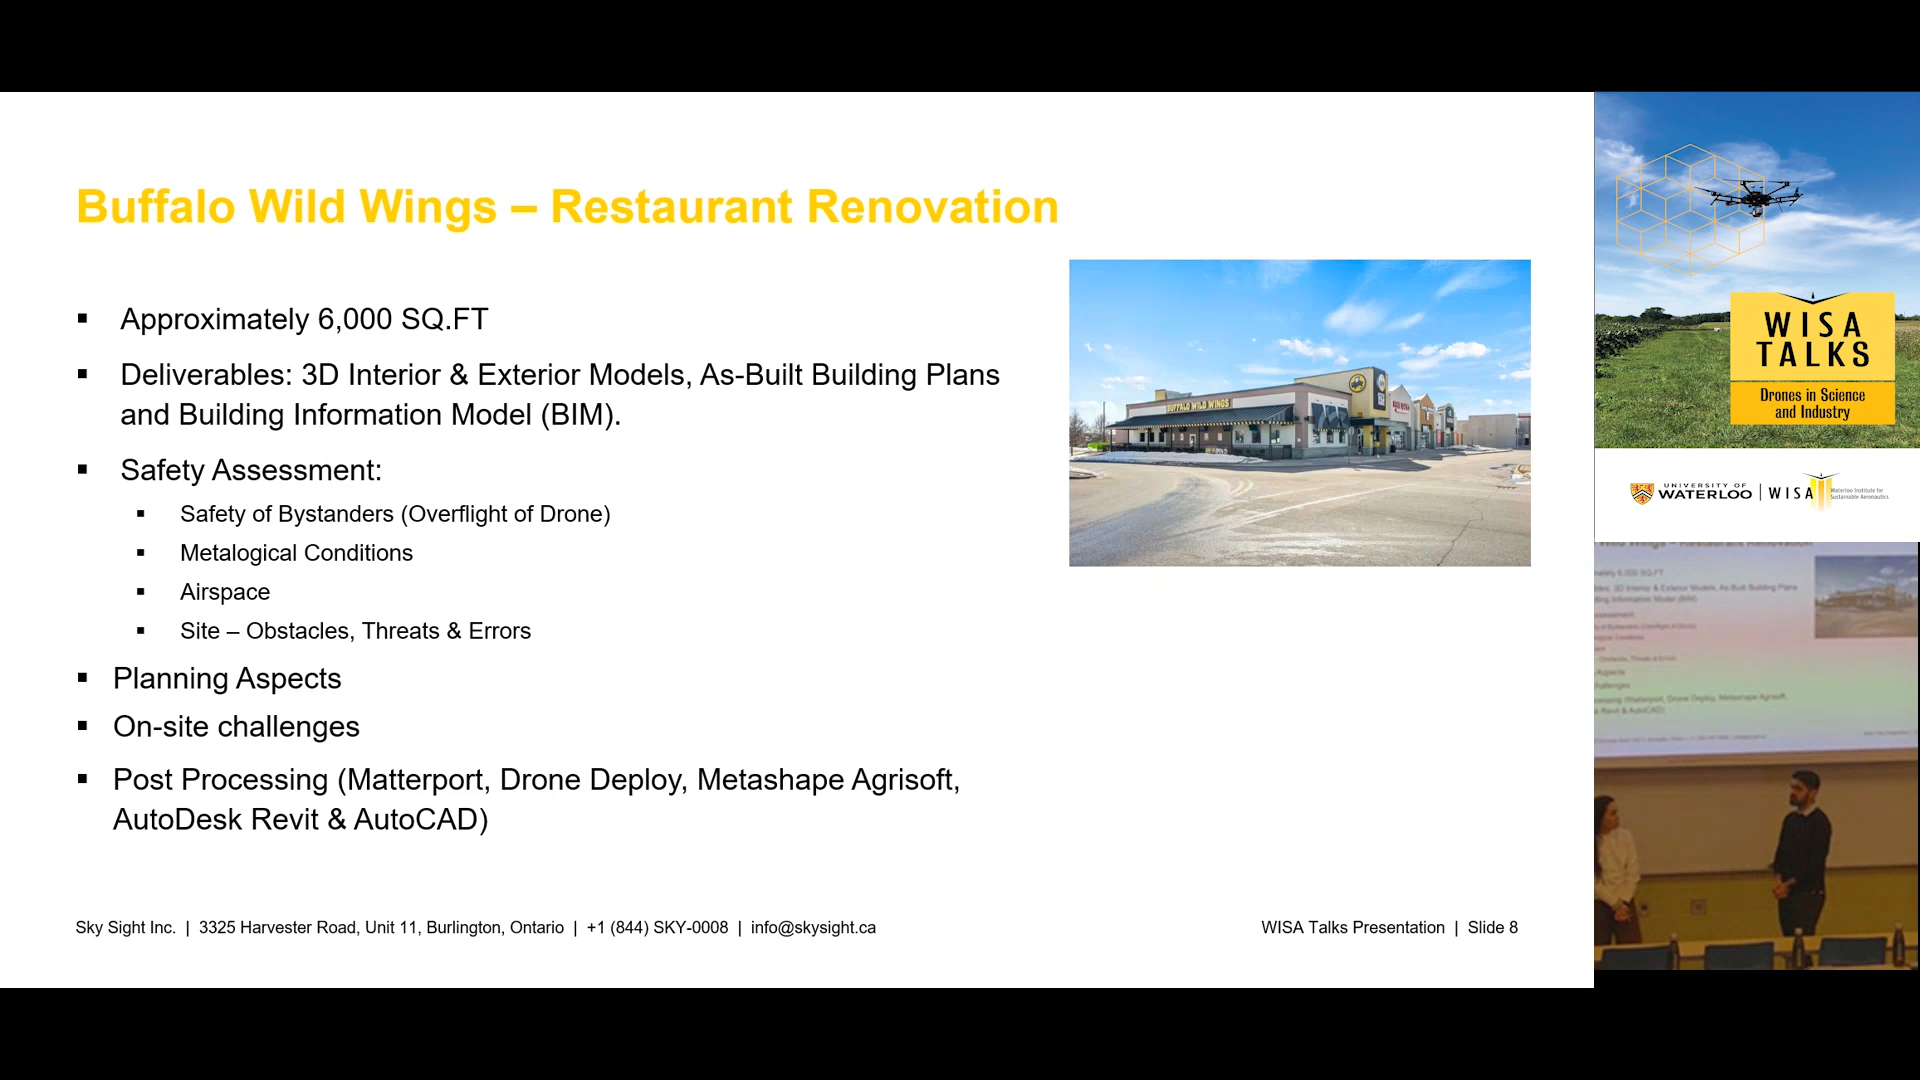 Buffalo Wild Wings – Restaurant Renovation
Approximately 6,000 SQ.FT
Deliverables: 3D Interior & Exterior Models, As-Built Building Plans
and Building Information Model (BIM).
Safety Assessment:
Safety of Bystanders (Overflight of Drone)
Metalogical Conditions
Airspace
Site – Obstacles, Threats & Errors
Planning Aspects
On-site challenges
Post Processing (Matterport, Drone Deploy, Metashape Agrisoft,
AutoDesk Revit & AutoCAD)
BUFFALO WILD WINGS
Sky Sight Inc. | 3325 Harvester Road, Unit 11, Burlington, Ontario | +1 (844) SKY-0008 | info@skysight.ca
WISA Talks Presentation | Slide 8
WISA
TALKS
Drones in Science
and Industry
UNIVERSITY OF
WATERLOO
WISA
Waterloo Institute for
Sustainable Aeronautics